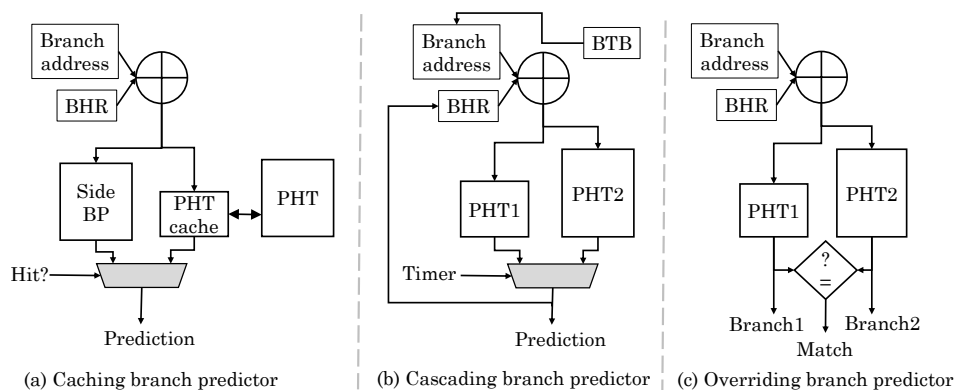 Branch
address
BHR
Side
BP
PHT
cache
PHT
Hit?
Prediction
(a) Caching branch predictor
Branch
address
BTB
BHR
PHT1
PHT2
Timer
Prediction
(b) Cascading branch predictor
Branch
address
BHR
PHT1
PHT2
?
=
Branch1
Branch2
Match
(c) Overriding branch predictor